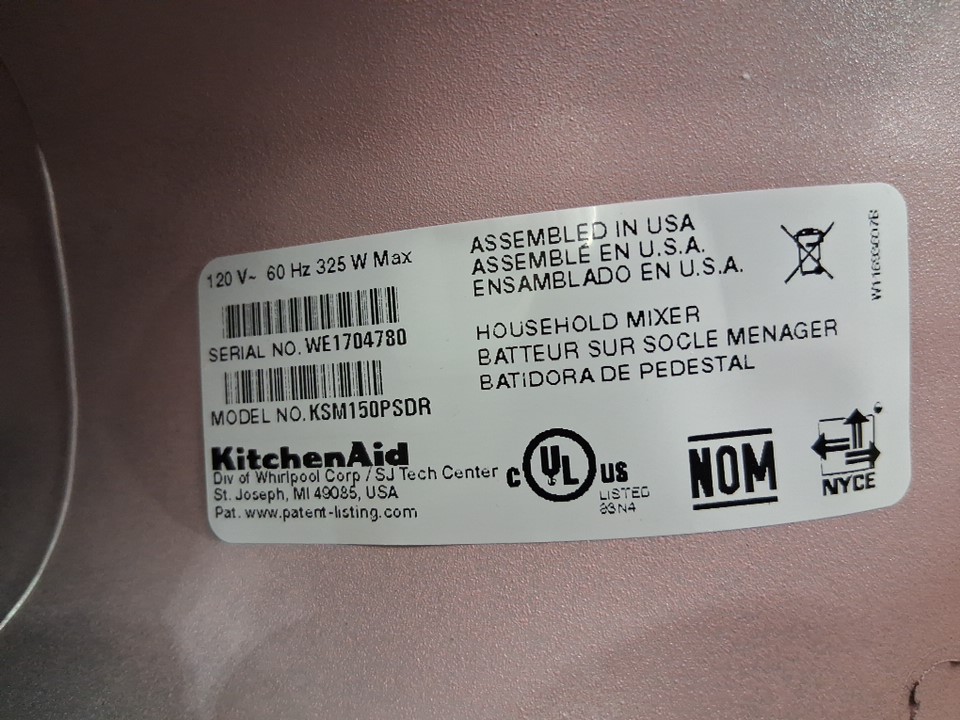 120 V~ 60 Hz 325 W Max
SERIAL NO. WE1704780
MODEL NO. KSM150PSDR
KitchenAid
Div of Whirlpool Corp / SJ Tech Center
St. Joseph, MI 49085, USA
Pat. www.patent-listing.com
ASSEMBLED IN USA
ASSEMBLÉ EN U.S.A.
ENSAMBLADO EN U.S.A.
HOUSEHOLD MIXER
BATTEUR SUR SOCLE MENAGER
BATIDORA DE PEDESTAL
C UL US
LISTED
NOM
NYCE